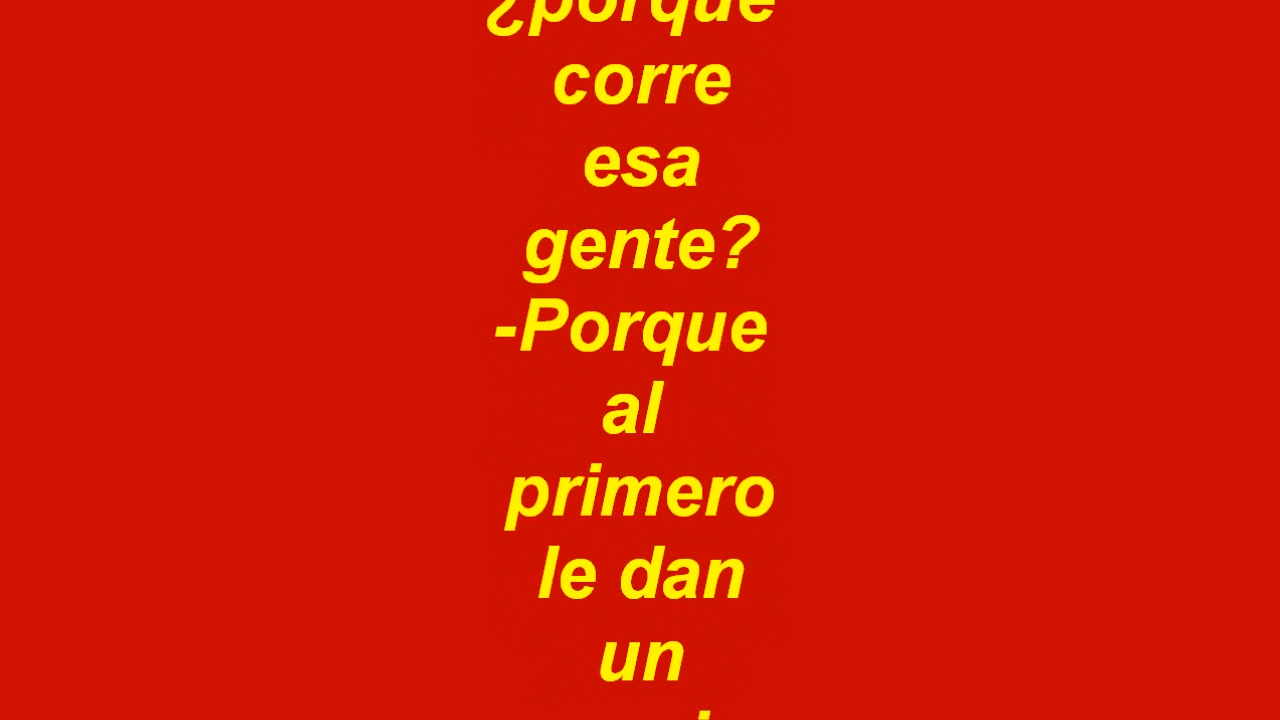 ¿porque
corre
esa
gente?
-Porque
al
primero
le dan
un